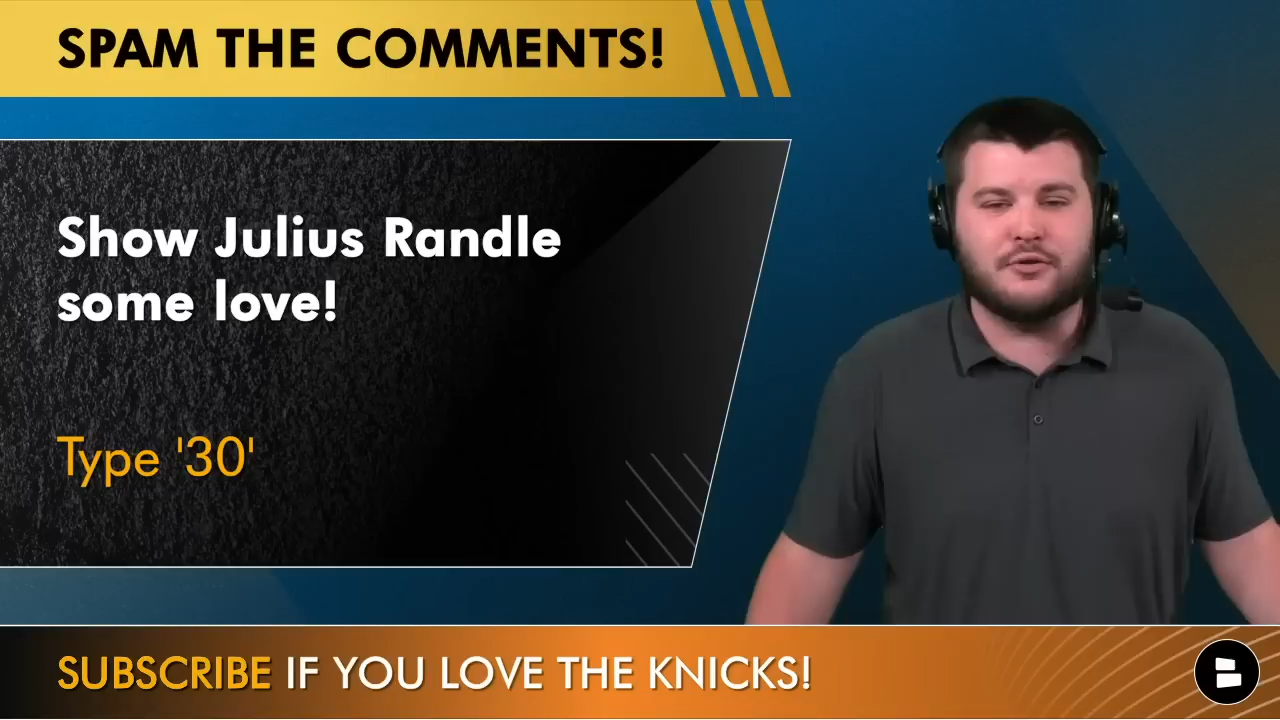 SPAM THE COMMENTS!
Show Julius Randle
some love!
Type '30'
SUBSCRIBE IF YOU LOVE THE KNICKS!